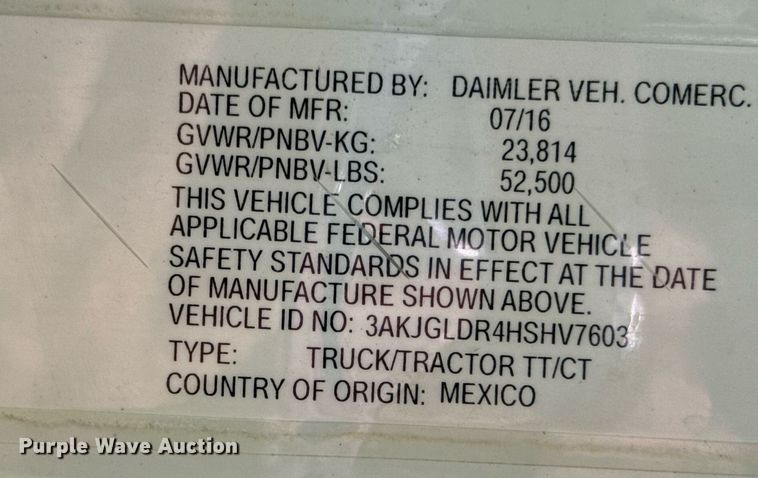 MANUFACTURED BY: DAIMLER VEH. COMERC.
DATE OF MFR: 07/16
GVWR/PNBV-KG: 23,814
GVWR/PNBV-LBS: 52,500
THIS VEHICLE COMPLIES WITH ALL
APPLICABLE FEDERAL MOTOR VEHICLE
SAFETY STANDARDS IN EFFECT AT THE DATE
OF MANUFACTURE SHOWN ABOVE.
VEHICLE ID NO: 3AKJGLDR4HSHV7603
TYPE: TRUCK/TRACTOR TT/CT
COUNTRY OF ORIGIN: MEXICO
Purple Wave Auction